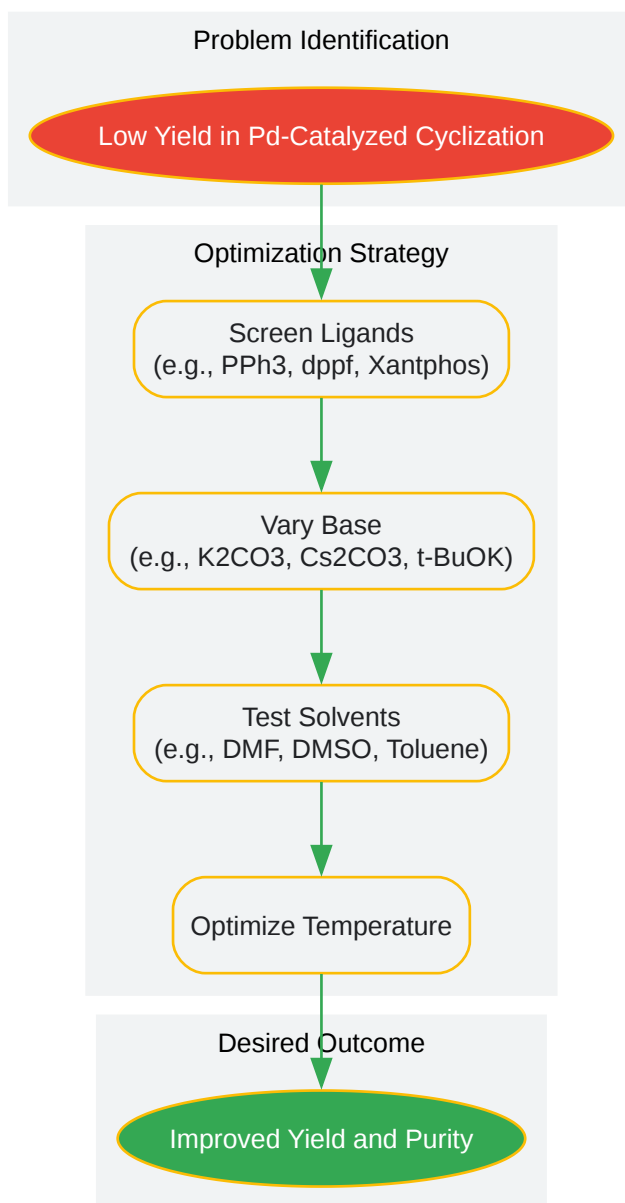 Problem Identification
Low Yield in Pd-Catalyzed Cyclization
Optimization Strategy
Screen Ligands
(e.g., PPh3, dppf, Xantphos)
Vary Base
(e.g., K2CO3, Cs2CO3, t-BuOK)
Test Solvents
(e.g., DMF, DMSO, Toluene)
Optimize Temperature
Desired Outcome
Improved Yield and Purity